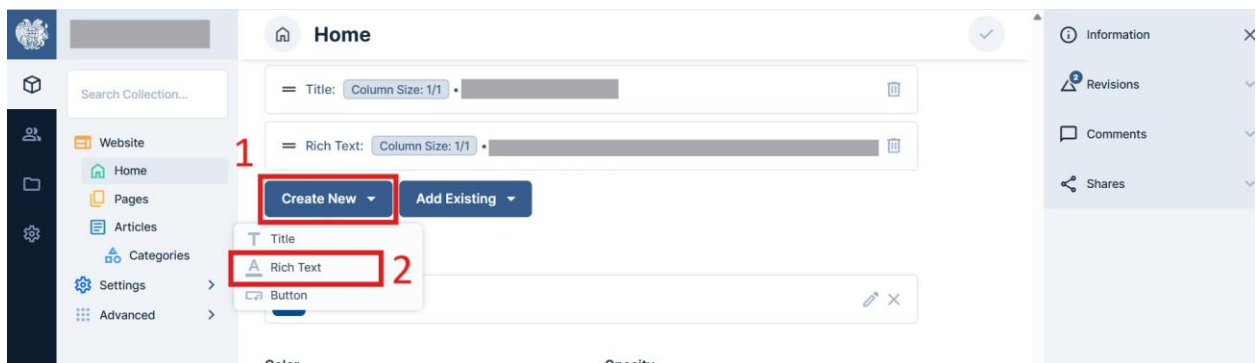 Home
Information
Search Collection...
Title: Column Size: 1/1 •
2
Revisions
Website
1
Rich Text: Column Size: 1/1 •
Comments
Home
Pages
Create New
Add Existing
Shares
Articles
Title
Categories
Rich Text
2
Settings
Button
Advanced
Color
Opacity